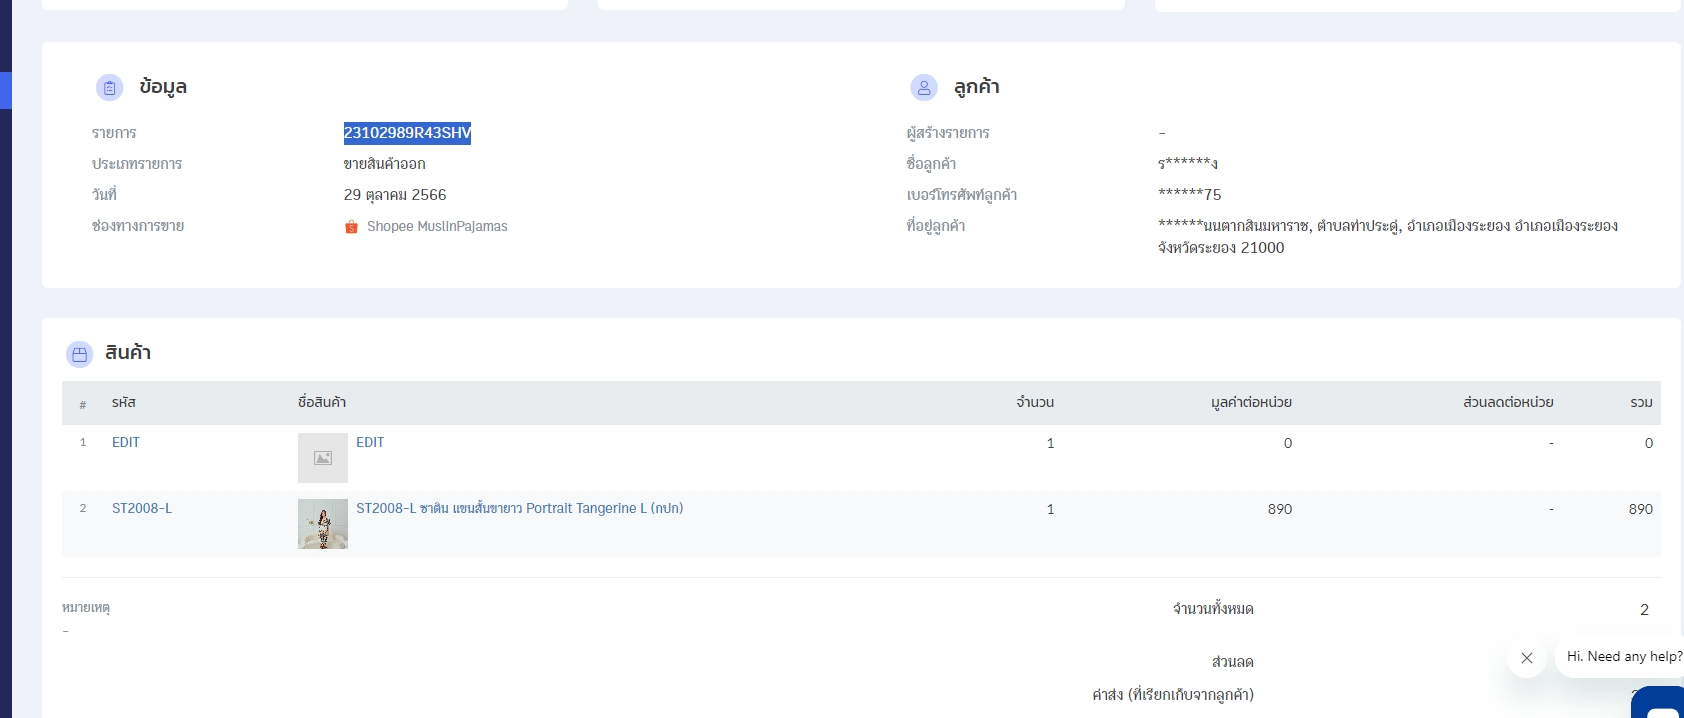 ข้อมูล
รายการ 23102989R43SHV
ประเภทรายการ ขายสินค้าออก
วันที่ 29 ตุลาคม 2566
ช่องทางการขาย Shopee MuslinPajamas
ลูกค้า
ผู้สร้างรายการ -
ชื่อลูกค้า ร******ง
เบอร์โทรศัพท์ลูกค้า ******75
ที่อยู่ลูกค้า ******นนตากสินมหาราช, ตำบลท่าประดู่, อำเภอเมืองระยอง อำเภอเมืองระยอง
จังหวัดระยอง 21000
สินค้า
# รหัส ชื่อสินค้า จำนวน มูลค่าต่อหน่วย ส่วนลดต่อหน่วย รวม
1 EDIT EDIT 1 0 - 0
2 ST2008-L ST2008-L ซาติน แขนสั้นขายาว Portrait Tangerine L (กปก) 1 890 - 890
หมายเหตุ
-
จำนวนทั้งหมด 2
ส่วนลด
ค่าส่ง (ที่เรียกเก็บจากลูกค้า)
Hi. Need any help?